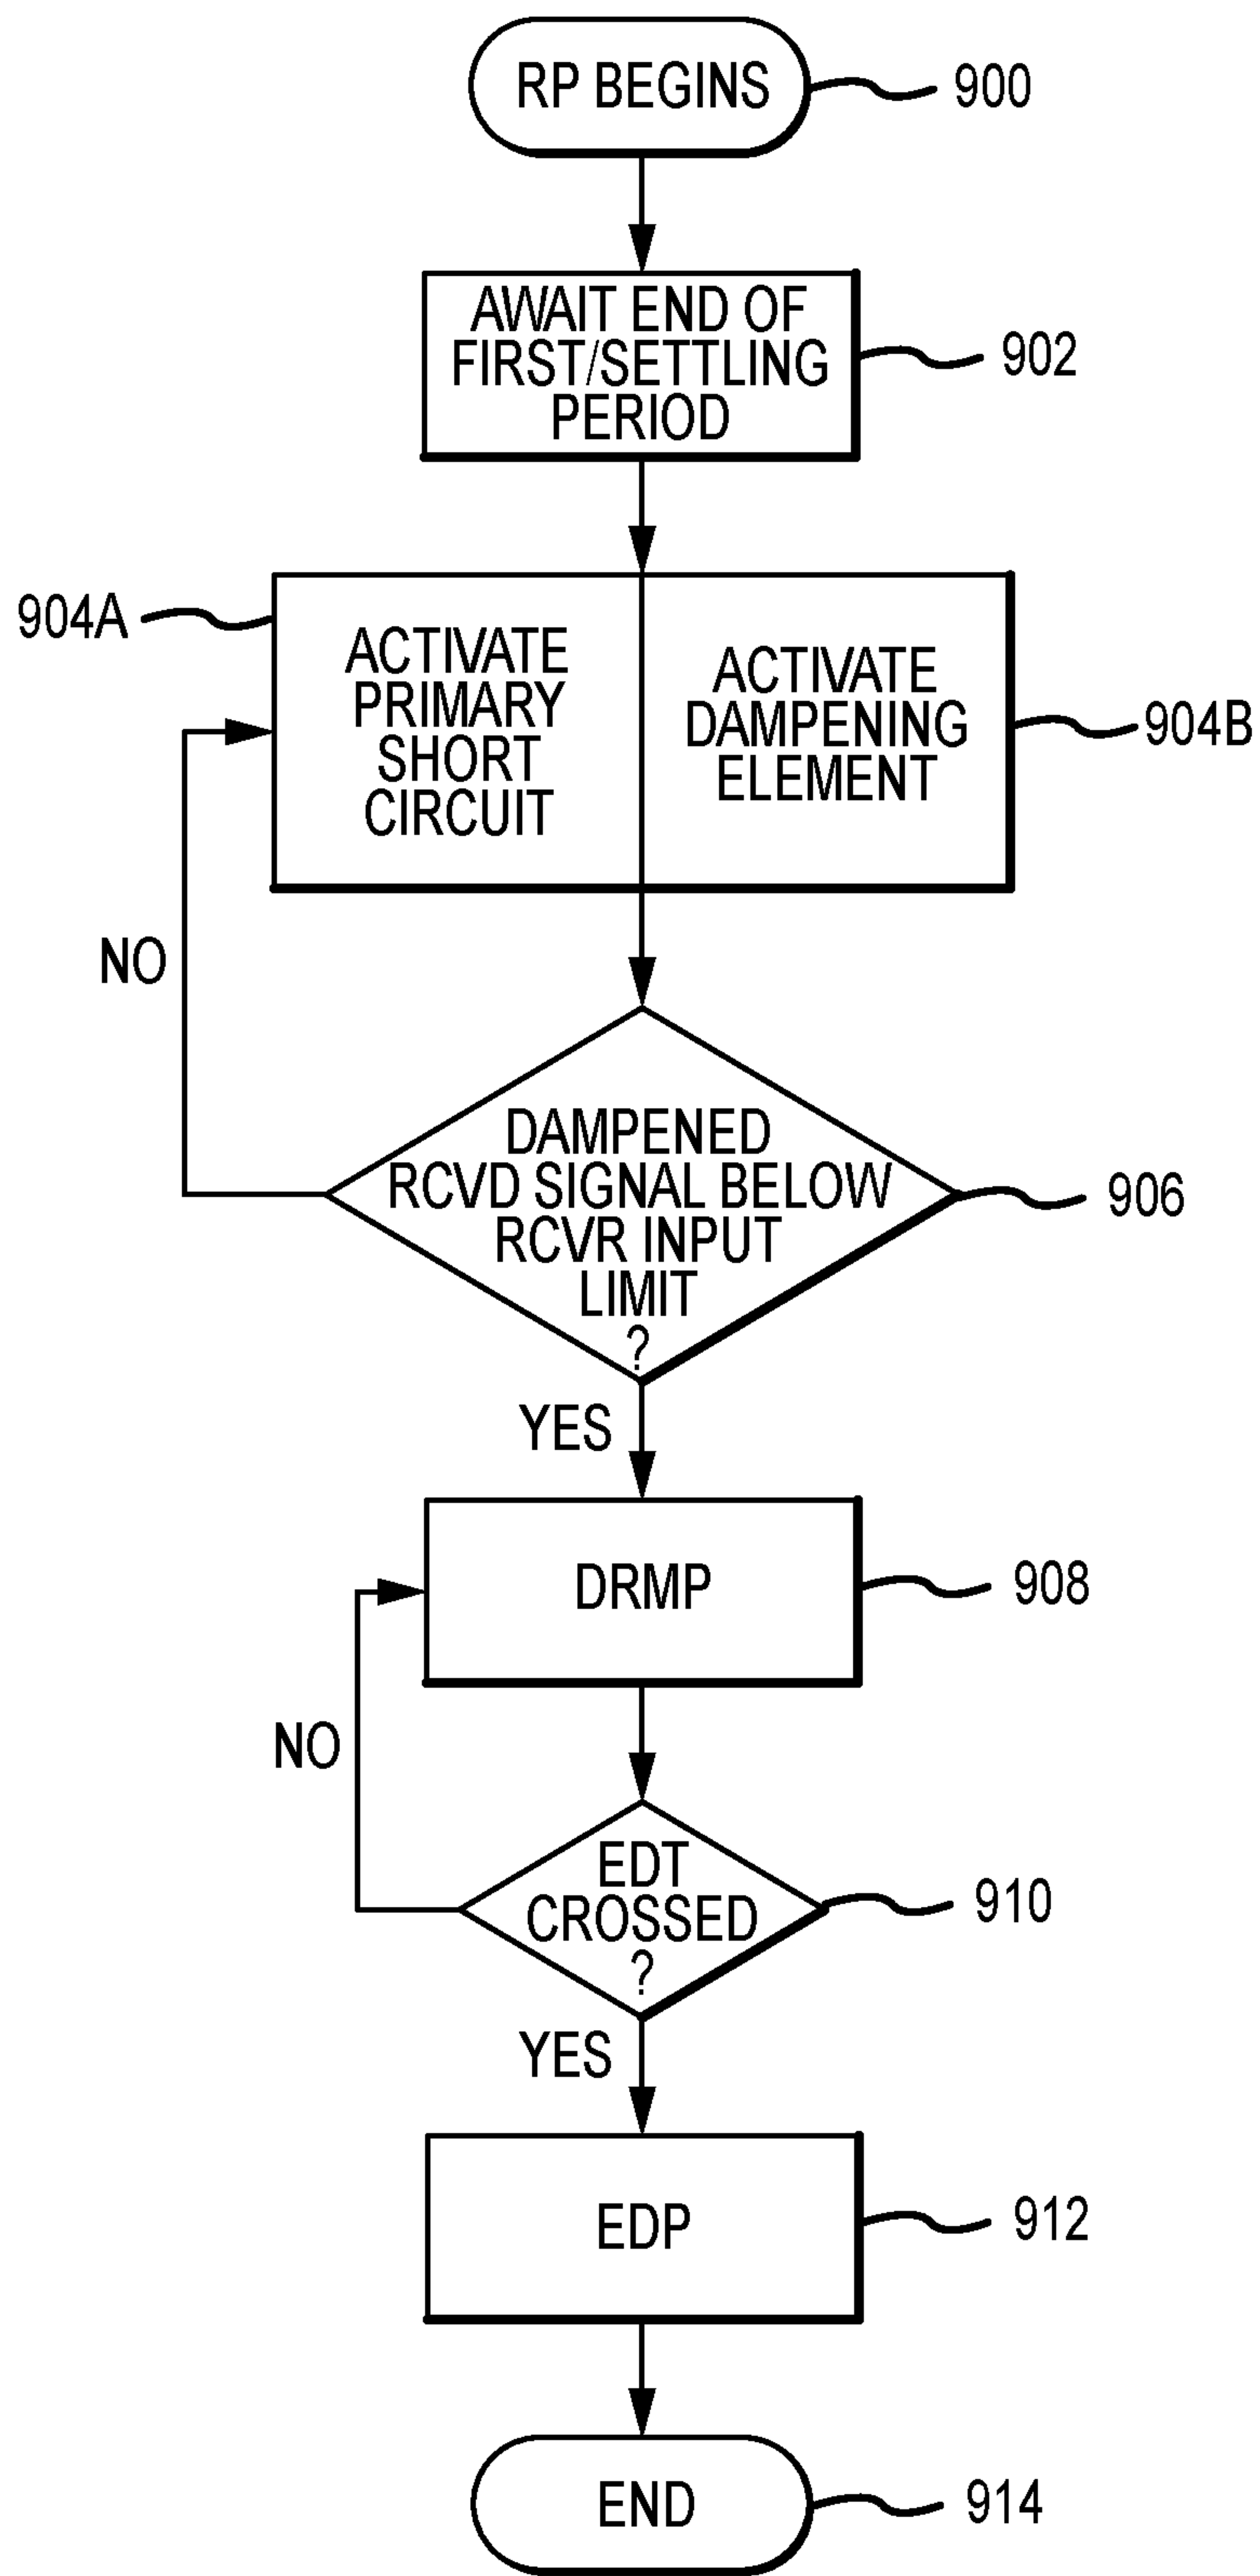 RP BEGINS
900
AWAIT END OF
FIRST/SETTLING
PERIOD
902
904A
ACTIVATE
PRIMARY
SHORT
CIRCUIT
ACTIVATE
DAMPENING
ELEMENT
904B
NO
DAMPENED
RCVD SIGNAL BELOW
RCVR INPUT
LIMIT
?
906
YES
DRMP
908
NO
EDT
CROSSED
?
910
YES
EDP
912
END
914